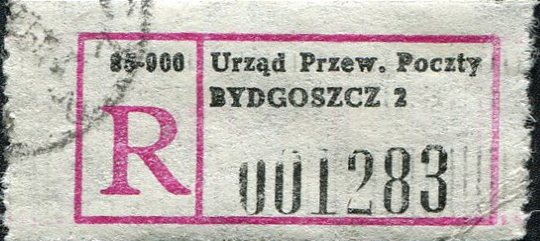 85-000 Urząd Przew. Poczty
BYDGOSZCZ 2
R
001283